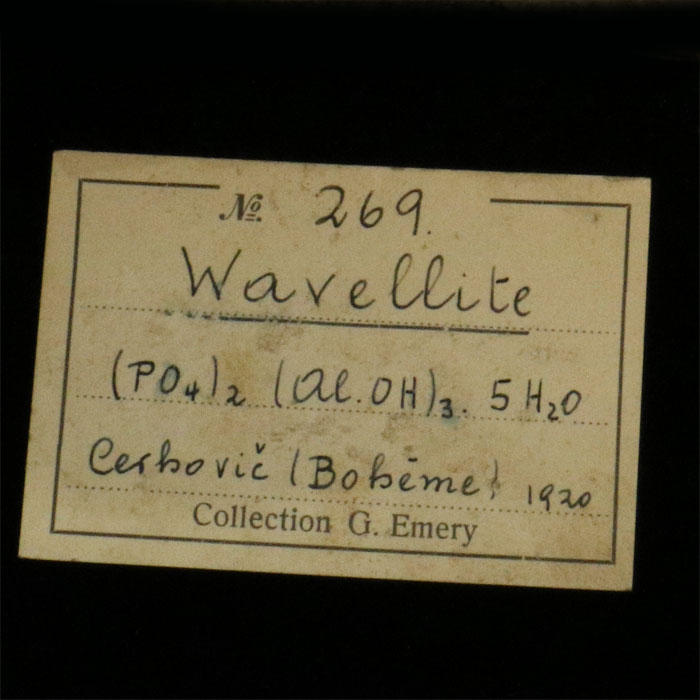 № 269.
Wavellite
(PO₄)₂ (Al.OH)₃. 5 H₂O
Cerhovič (Bohême) 1920
Collection G. Emery